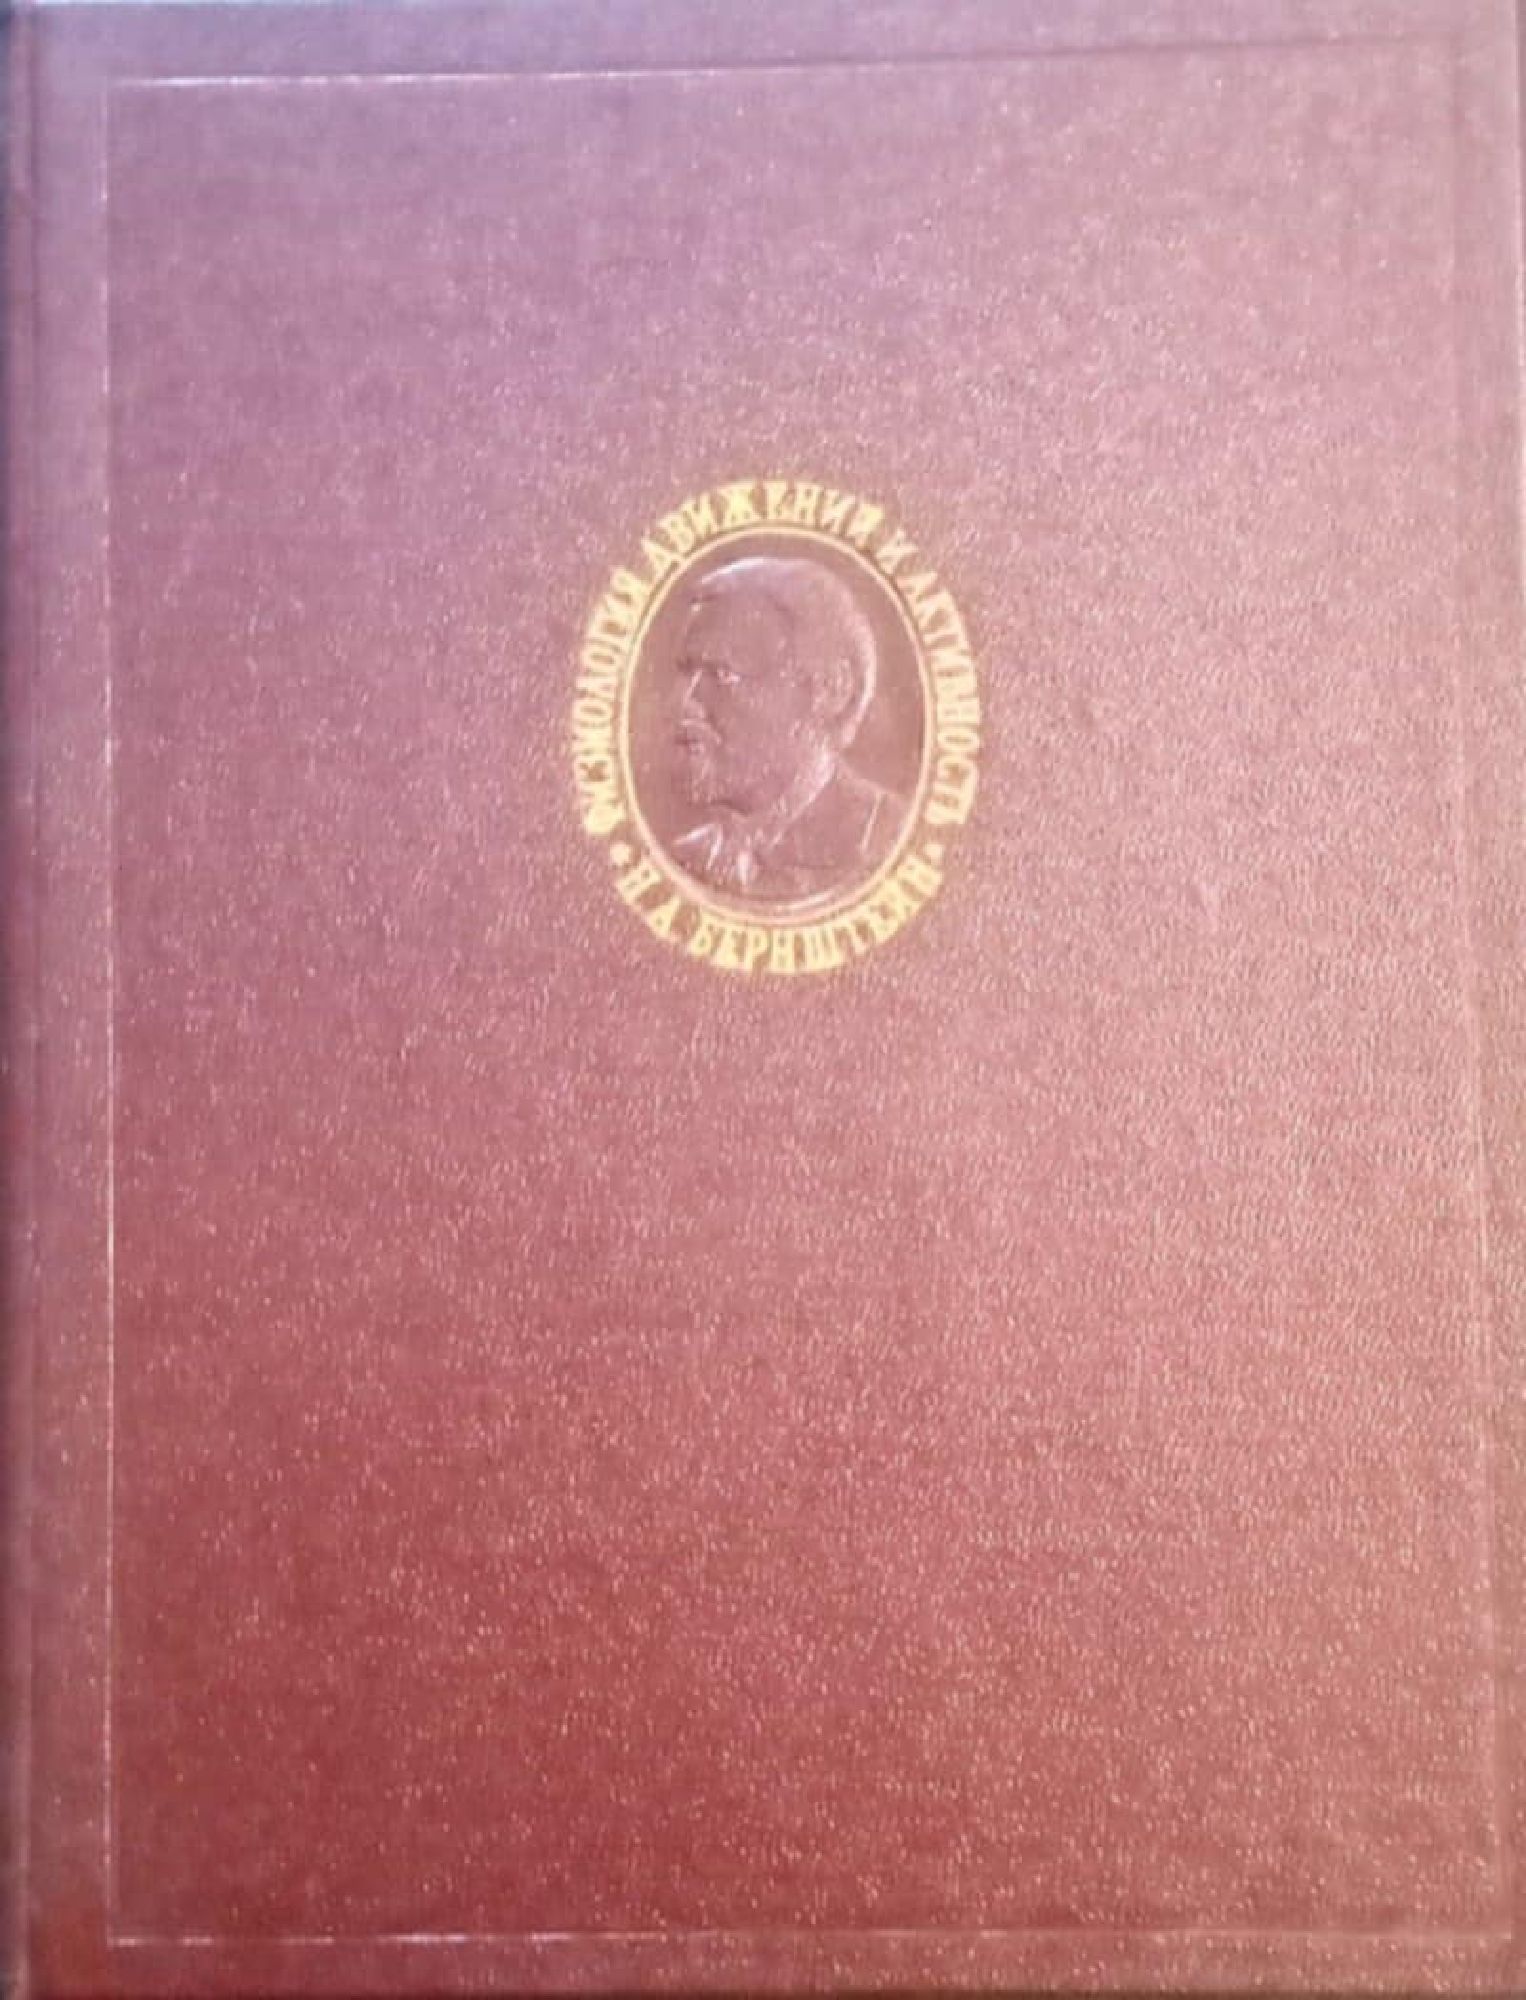 ФИЗИОЛОГИЯ ДВИЖЕНИЙ И АКТИВНОСТЬ
• Н. А. БЕРНШТЕЙН •